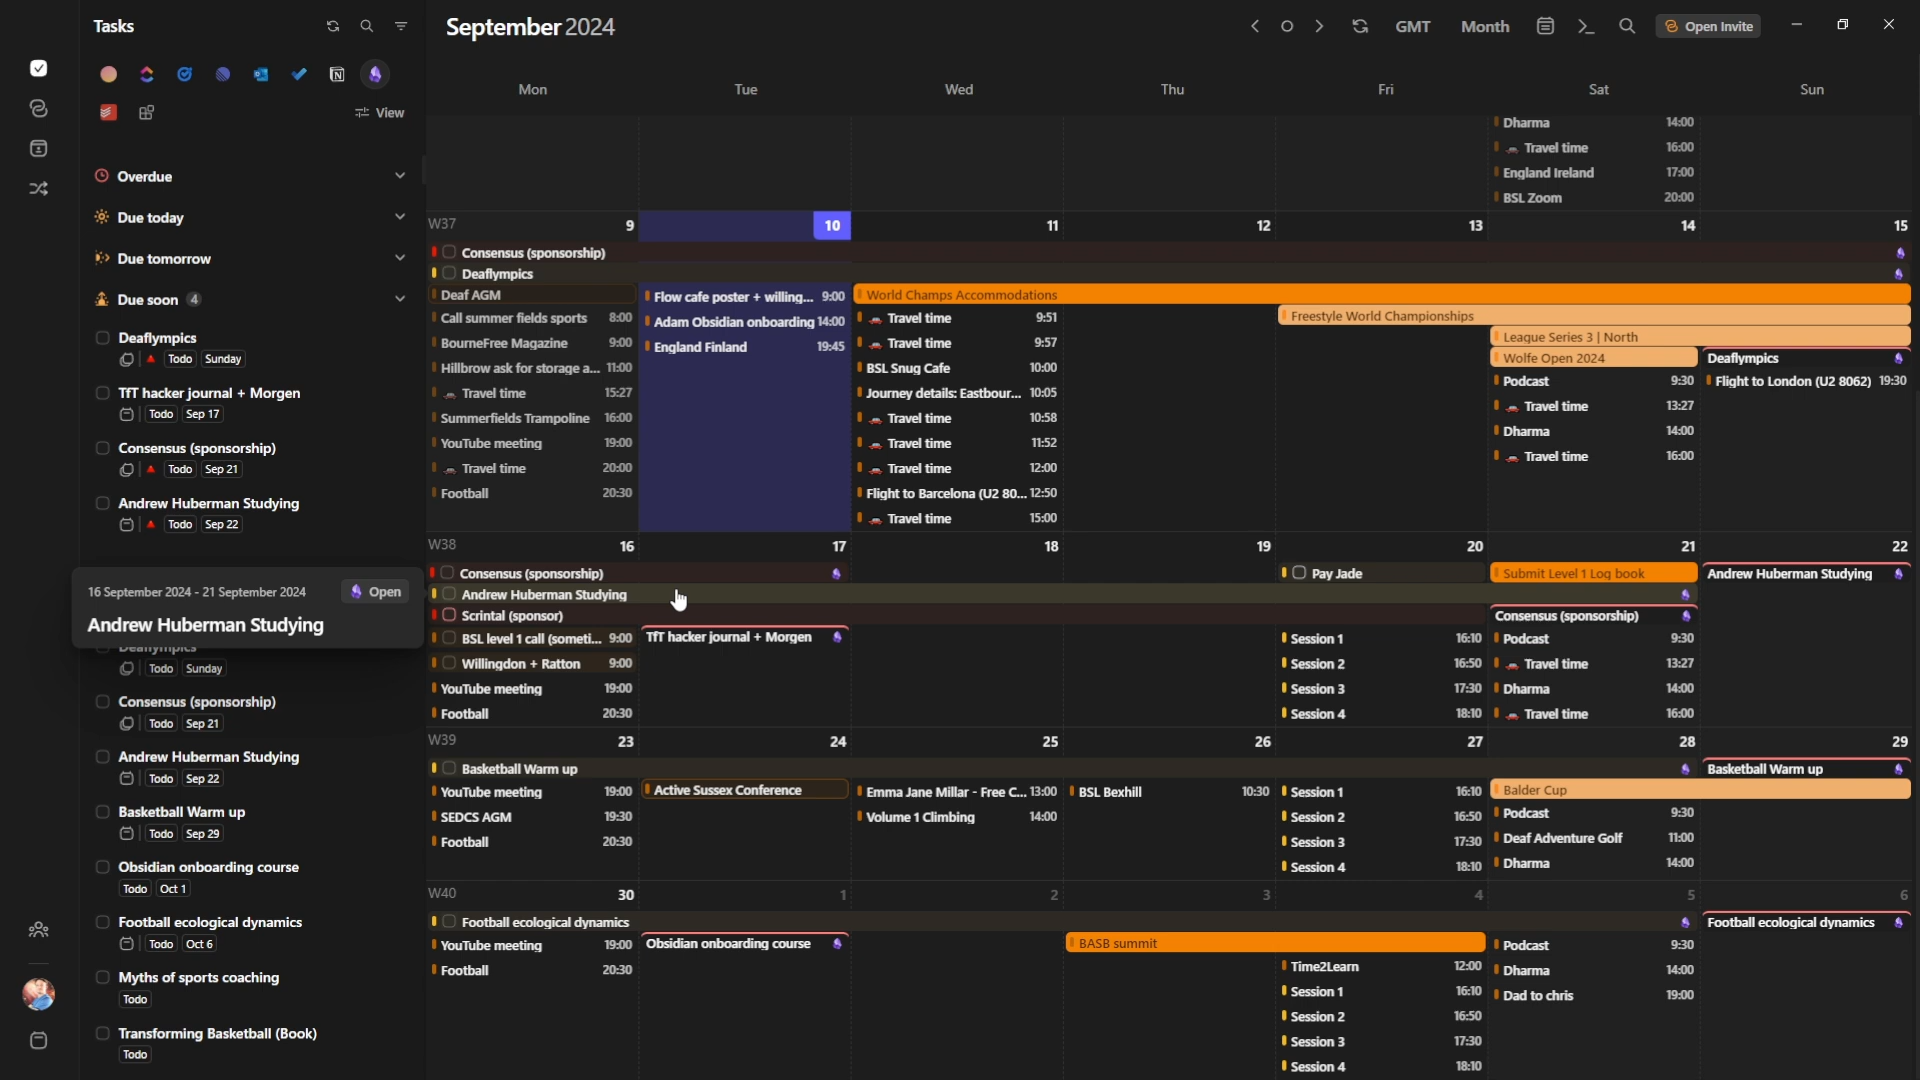 Tasks
View
Overdue
Due today
Due tomorrow
Due soon 4
Deaflympics
Todo Sunday
TfT hacker journal + Morgen
Todo Sep 17
Consensus (sponsorship)
Todo Sep 21
Andrew Huberman Studying
Todo Sep 22
16 September 2024 - 21 September 2024 Open
Andrew Huberman Studying
Deaflympics
Todo Sunday
Consensus (sponsorship)
Todo Sep 21
Andrew Huberman Studying
Todo Sep 22
Basketball Warm up
Todo Sep 29
Obsidian onboarding course
Todo Oct 1
Football ecological dynamics
Todo Oct 6
Myths of sports coaching
Todo
Transforming Basketball (Book)
Todo
September 2024
GMT Month Open Invite
Mon Tue Wed Thu Fri Sat Sun
Dharma 14:00
Travel time 16:00
England Ireland 17:00
BSL Zoom 20:00
W37 9 10 11 12 13 14 15
Consensus (sponsorship)
Deaflympics
Deaf AGM
Call summer fields sports 8:00
BourneFree Magazine 9:00
Hillbrow ask for storage a... 11:00
Travel time 15:27
Summerfields Trampoline 16:00
YouTube meeting 19:00
Travel time 20:00
Football 20:30
Flow cafe poster + willing... 9:00
Adam Obsidian onboarding 14:00
England Finland 19:45
World Champs Accommodations
Travel time 9:51
Travel time 9:57
BSL Snug Cafe 10:00
Journey details: Eastbour... 10:05
Travel time 10:58
Travel time 11:52
Travel time 12:00
Flight to Barcelona (U2 80... 12:50
Travel time 15:00
Freestyle World Championships
League Series 3 | North
Wolfe Open 2024
Podcast 9:30
Travel time 13:27
Dharma 14:00
Travel time 16:00
Deaflympics
Flight to London (U2 8062) 19:30
W38 16 17 18 19 20 21 22
Consensus (sponsorship)
Andrew Huberman Studying
Scrintal (sponsor)
BSL level 1 call (someti... 9:00
Willingdon + Ratton 9:00
YouTube meeting 19:00
Football 20:30
TfT hacker journal + Morgen
Pay Jade
Session 1 16:10
Session 2 16:50
Session 3 17:30
Session 4 18:10
Submit Level 1 Log book
Consensus (sponsorship)
Podcast 9:30
Travel time 13:27
Dharma 14:00
Travel time 16:00
Andrew Huberman Studying
W39 23 24 25 26 27 28 29
Basketball Warm up
YouTube meeting 19:00
SEDCS AGM 19:30
Football 20:30
Active Sussex Conference
Emma Jane Millar - Free C... 13:00
Volume 1 Climbing 14:00
BSL Bexhill 10:30
Session 1 16:10
Session 2 16:50
Session 3 17:30
Session 4 18:10
Balder Cup
Podcast 9:30
Deaf Adventure Golf 11:00
Dharma 14:00
Basketball Warm up
W40 30 1 2 3 4 5 6
Football ecological dynamics
YouTube meeting 19:00
Football 20:30
Obsidian onboarding course
BASB summit
Time2Learn 12:00
Session 1 16:10
Session 2 16:50
Session 3 17:30
Session 4 18:10
Podcast 9:30
Dharma 14:00
Dad to chris 19:00
Football ecological dynamics